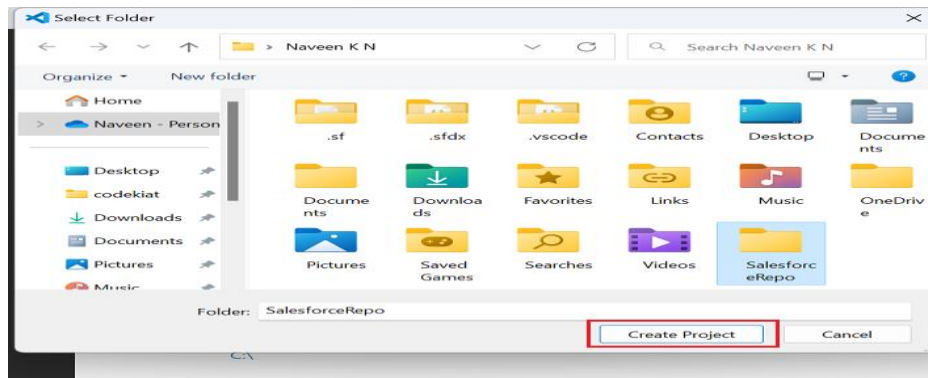 Select Folder
Naveen K N
Search Naveen K N
Organize
New folder
Home
Naveen - Person
Desktop
codekiat
Downloads
Documents
Pictures
Music
.sf
.sfdx
.vscode
Contacts
Desktop
Docume
nts
Docume
nts
Downloa
ds
Favorites
Links
Music
OneDriv
e
Pictures
Saved
Games
Searches
Videos
Salesforc
eRepo
Folder: SalesforceRepo
Create Project
Cancel
C:\